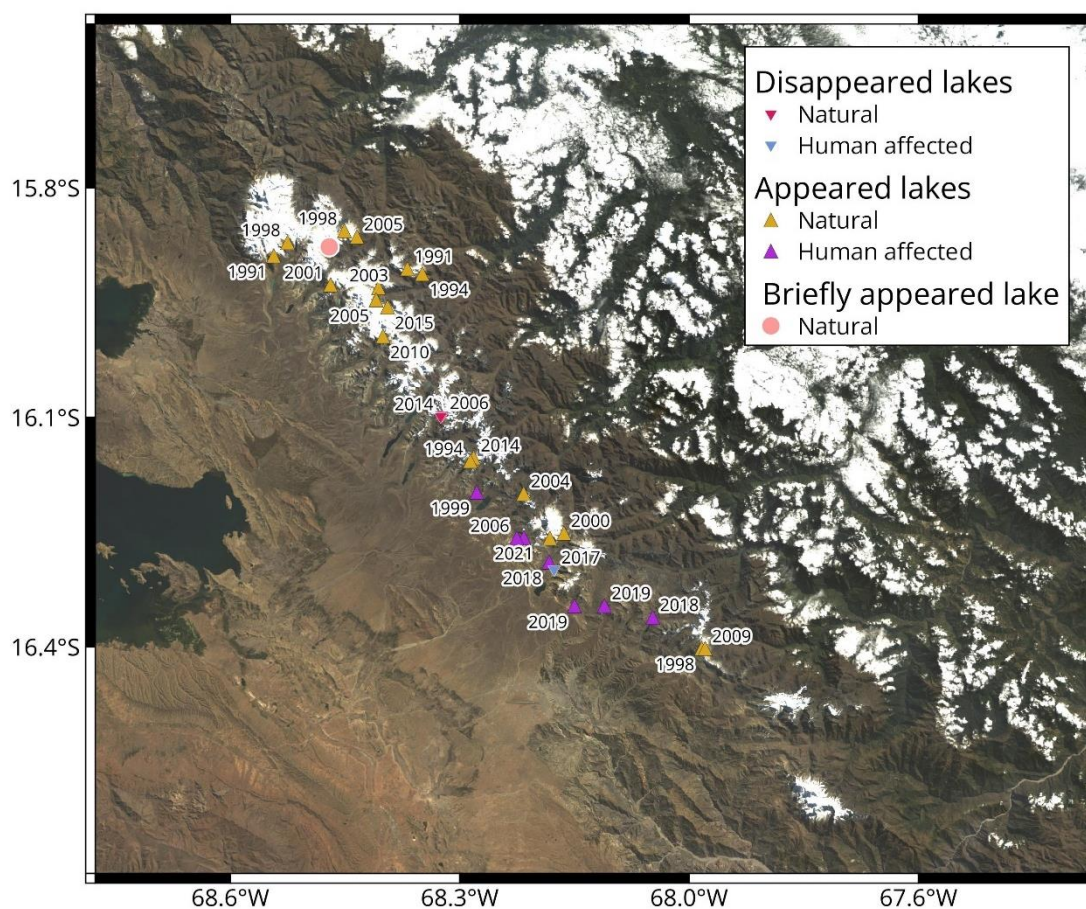 Disappeared lakes
Natural
Human affected
Appeared lakes
Natural
Human affected
Briefly appeared lake
Natural
15.8°S
16.1°S
16.4°S
1998
2005
1998
1991
2001
2003
1991
1994
2005
2015
2010
2014
2006
1994
2014
1999
2004
2006
2000
2021
2017
2018
2019
2019
2018
2009
1998
68.6°W
68.3°W
68.0°W
67.6°W